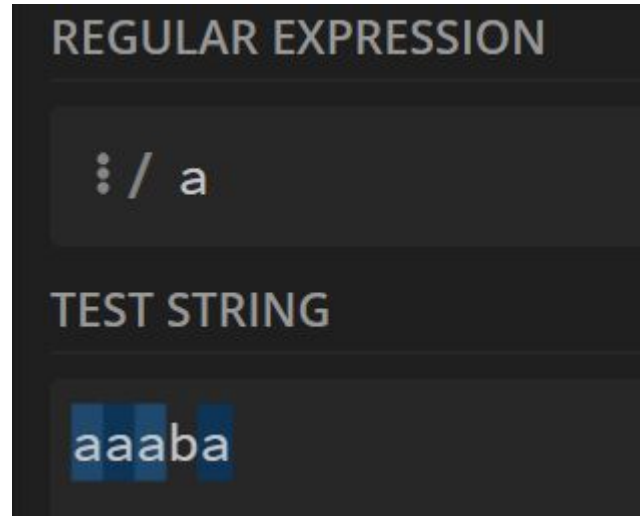 REGULAR EXPRESSION
⋮ / a
TEST STRING
aaaba